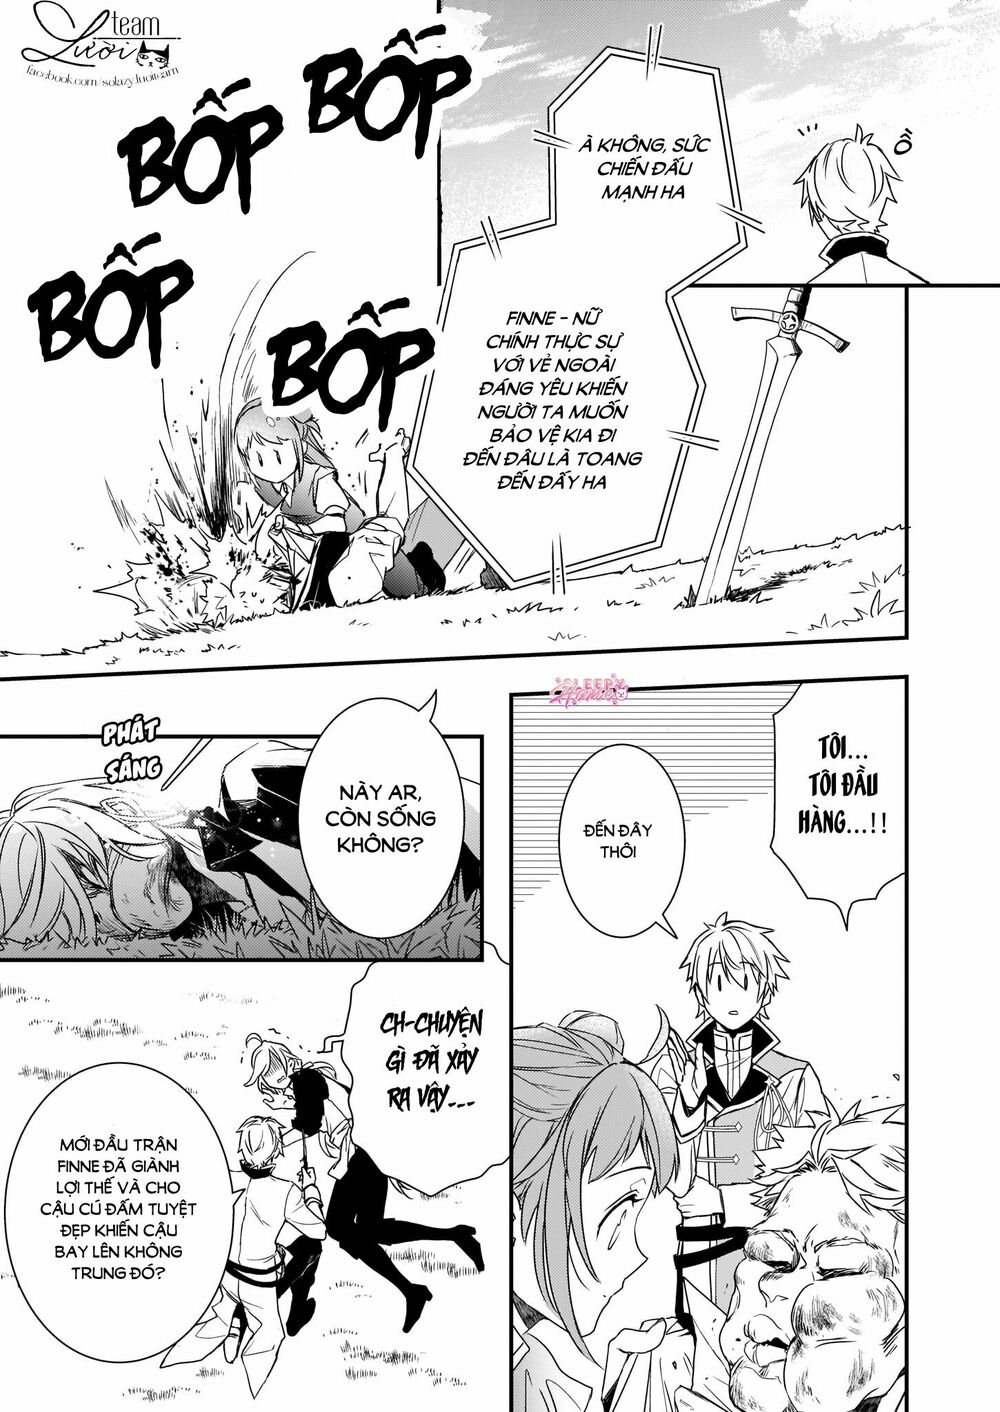 team
Lười
facebook.com/solazy.luoiteam
Ồ
À KHÔNG, SỨC
CHIẾN ĐẤU
MẠNH HA
BỐP
BỐP
BỐP
BỐP
FINNE - NỮ
CHÍNH THỰC SỰ
VỚI VẺ NGOÀI
ĐÁNG YÊU KHIẾN
NGƯỜI TA MUỐN
BẢO VỆ KIA ĐI
ĐẾN ĐÂU LÀ TOANG
ĐẾN ĐẤY HA
SLEEPY
Home
TÔI...
TÔI ĐẦU
HÀNG...!!
ĐẾN ĐÂY
THÔI
PHÁT
SÁNG
NÀY AR,
CÒN SỐNG
KHÔNG?
CH-CHUYỆN
GÌ ĐÃ XẢY
RA VẬY...
MỚI ĐẦU TRẬN
FINNE ĐÃ GIÀNH
LỢI THẾ VÀ CHO
CẬU CÚ ĐẤM TUYỆT
ĐẸP KHIẾN CẬU
BAY LÊN KHÔNG
TRUNG ĐÓ?